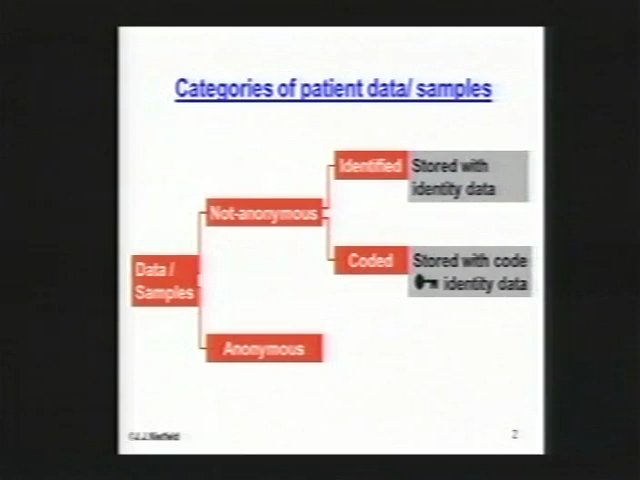 Categories of patient data/ samples
Identified
Stored with
identity data
Not-anonymous
Coded
Stored with code
identity data
Data /
Samples
Anonymous
2